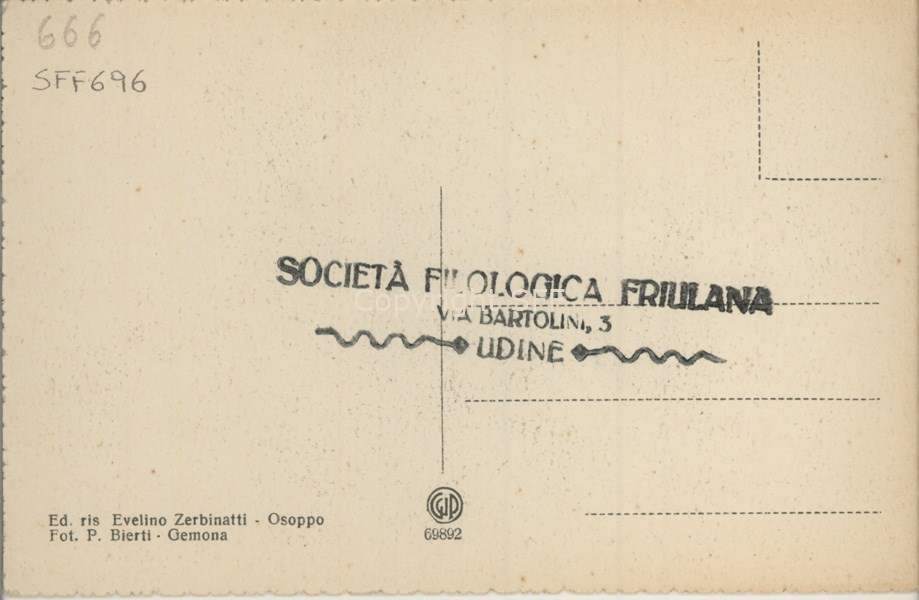 666
SFF696
SOCIETÀ FILOLOGICA FRIULANA
VIA BARTOLINI, 3
UDINE
Ed. ris Evelino Zerbinatti - Osoppo
Fot. P. Bierti - Gemona
69892